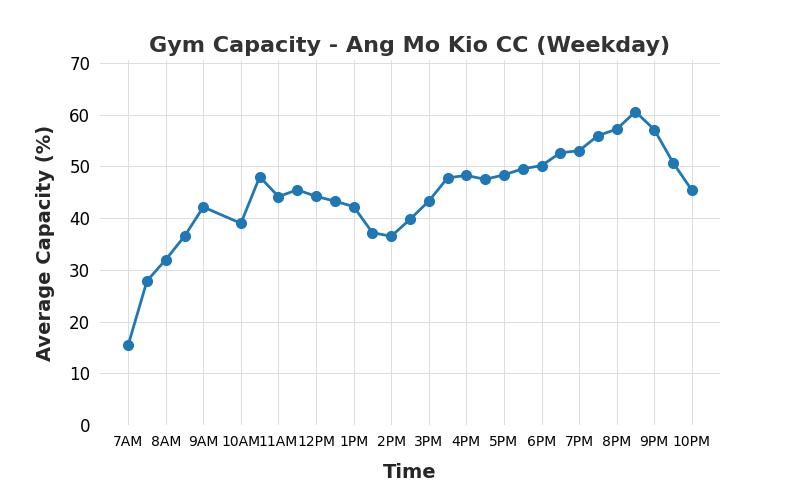 Gym Capacity - Ang Mo Kio CC (Weekday)
70
60
50
40
30
20
10
0
Average Capacity (%)
7AM 8AM 9AM 10AM 11AM 12PM 1PM 2PM 3PM 4PM 5PM 6PM 7PM 8PM 9PM 10PM
Time